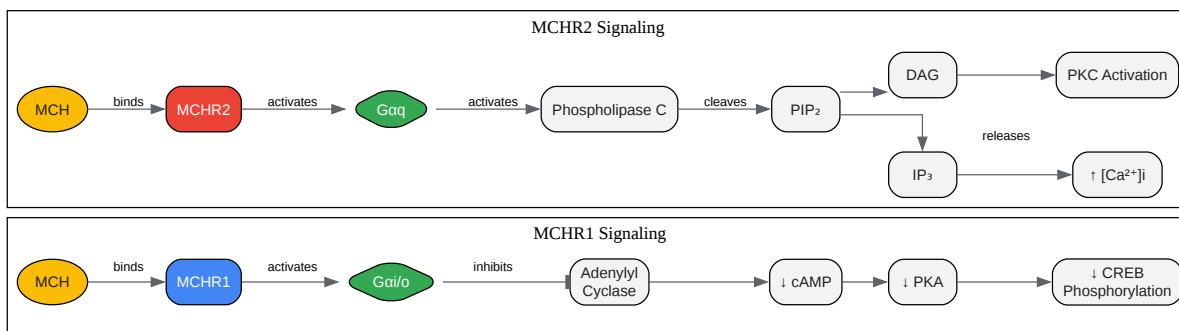 MCHR2 Signaling
MCH
binds
MCHR2
activates
Gαq
activates
Phospholipase C
cleaves
PIP₂
DAG
PKC Activation
releases
IP₃
↑ [Ca²⁺]i
MCHR1 Signaling
MCH
binds
MCHR1
activates
Gαi/o
inhibits
Adenylyl
Cyclase
↓ cAMP
↓ PKA
↓ CREB
Phosphorylation